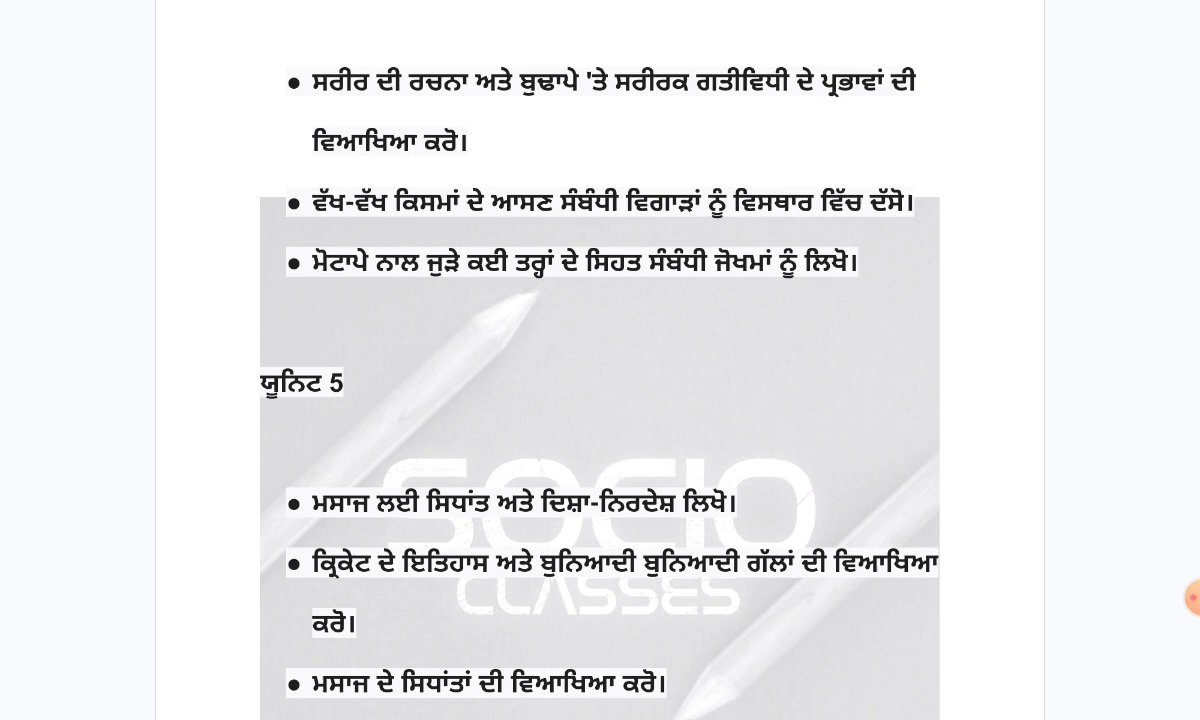 ● ਸਰੀਰ ਦੀ ਰਚਨਾ ਅਤੇ ਬੁਢਾਪੇ 'ਤੇ ਸਰੀਰਕ ਗਤੀਵਿਧੀ ਦੇ ਪ੍ਰਭਾਵਾਂ ਦੀ
ਵਿਆਖਿਆ ਕਰੋ।
● ਵੱਖ-ਵੱਖ ਕਿਸਮਾਂ ਦੇ ਆਸਣ ਸੰਬੰਧੀ ਵਿਗਾੜਾਂ ਨੂੰ ਵਿਸਥਾਰ ਵਿੱਚ ਦੱਸੋ।
● ਮੋਟਾਪੇ ਨਾਲ ਜੁੜੇ ਕਈ ਤਰ੍ਹਾਂ ਦੇ ਸਿਹਤ ਸੰਬੰਧੀ ਜੋਖਮਾਂ ਨੂੰ ਲਿਖੋ।
ਯੂਨਿਟ 5
SOCIO
● ਮਸਾਜ ਲਈ ਸਿਧਾਂਤ ਅਤੇ ਦਿਸ਼ਾ-ਨਿਰਦੇਸ਼ ਲਿਖੋ।
● ਕ੍ਰਿਕੇਟ ਦੇ ਇਤਿਹਾਸ ਅਤੇ ਬੁਨਿਆਦੀ ਬੁਨਿਆਦੀ ਗੱਲਾਂ ਦੀ ਵਿਆਖਿਆ
CLASSES
ਕਰੋ।
● ਮਸਾਜ ਦੇ ਸਿਧਾਂਤਾਂ ਦੀ ਵਿਆਖਿਆ ਕਰੋ।